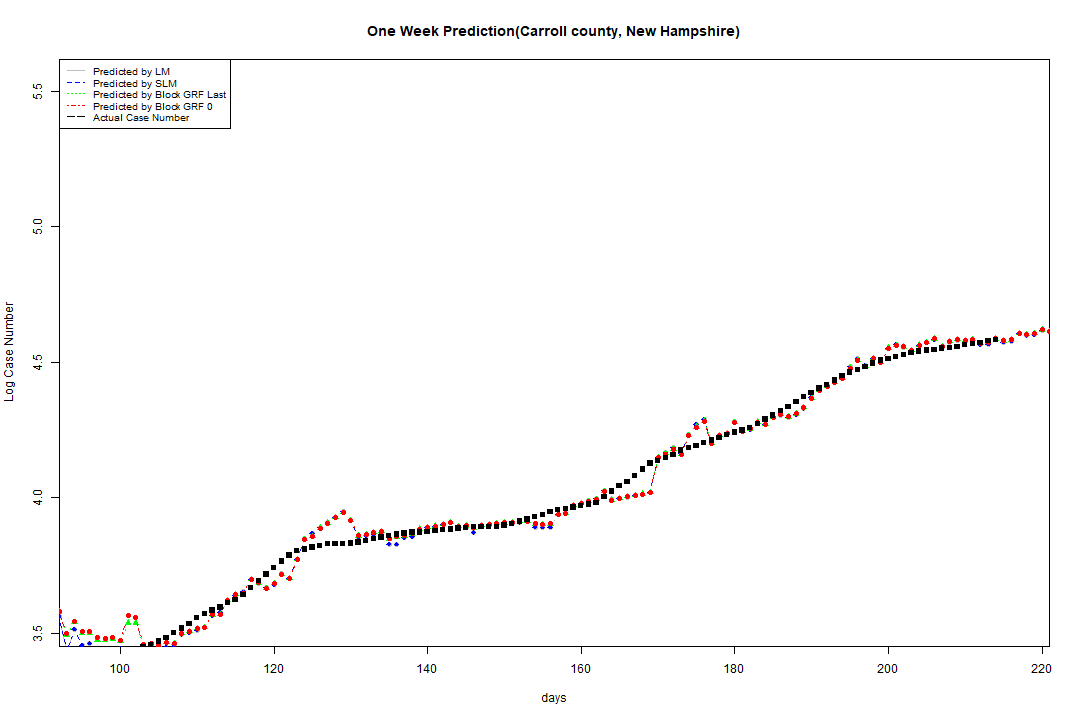 One Week Prediction(Carroll county, New Hampshire)
Predicted by LM
Predicted by SLM
Predicted by Block GRF Last
Predicted by Block GRF 0
Actual Case Number
5.5
5.0
4.5
4.0
3.5
Log Case Number
100 120 140 160 180 200 220
days